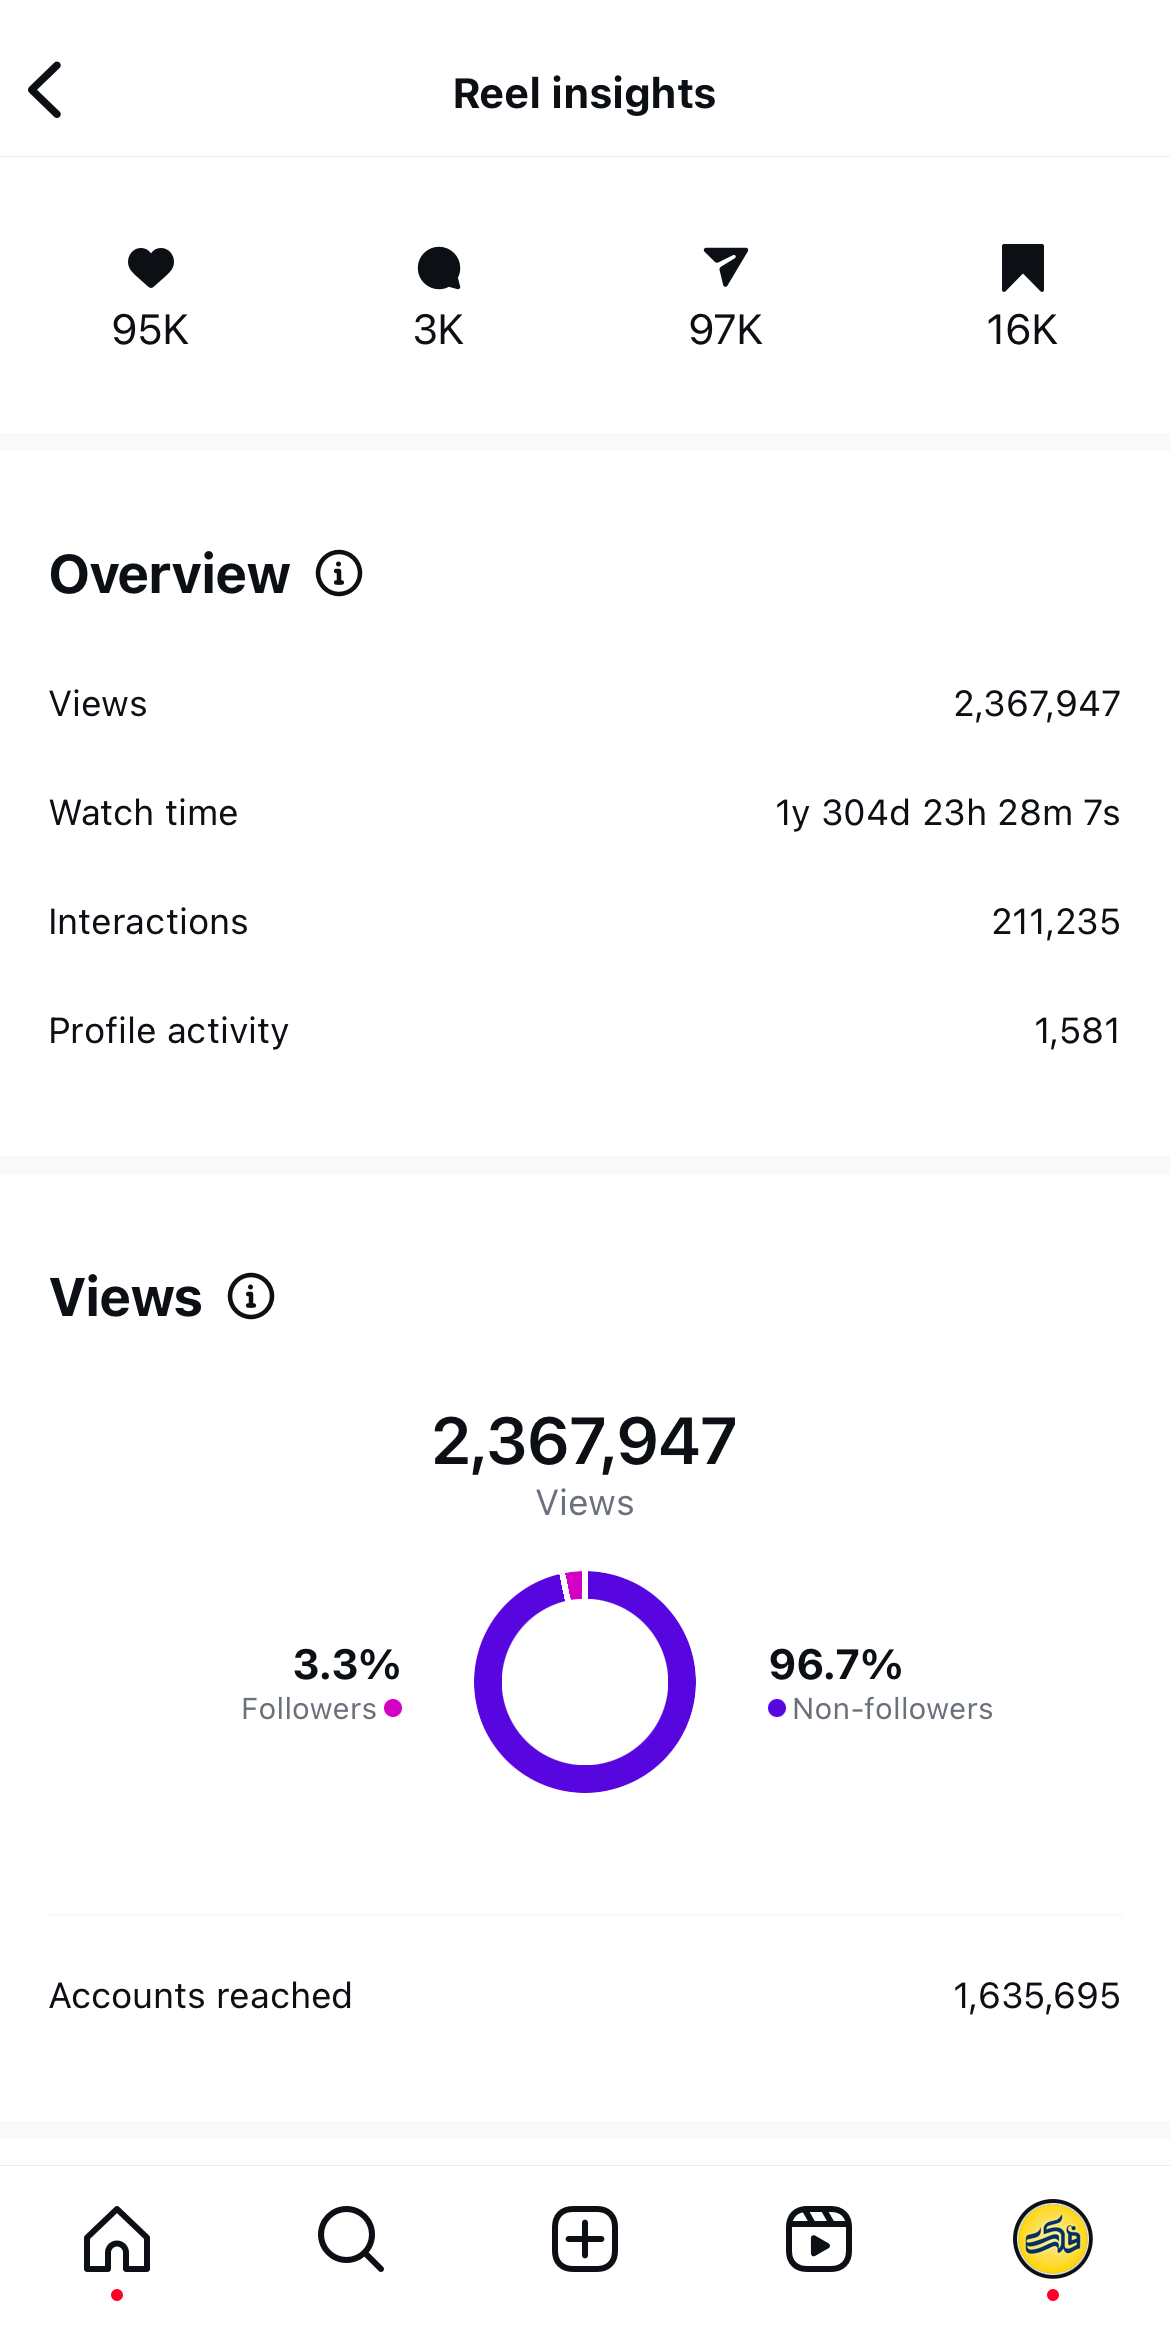 Reel insights
95K 3K 97K 16K
Overview
Views 2,367,947
Watch time 1y 304d 23h 28m 7s
Interactions 211,235
Profile activity 1,581
Views
2,367,947
Views
3.3% 96.7%
Followers Non-followers
Accounts reached 1,635,695